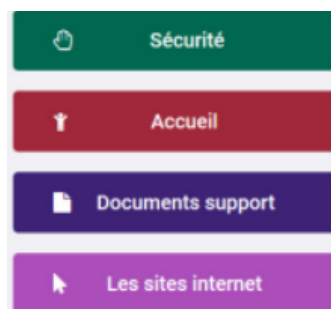 Sécurité
Accueil
Documents support
Les sites internet